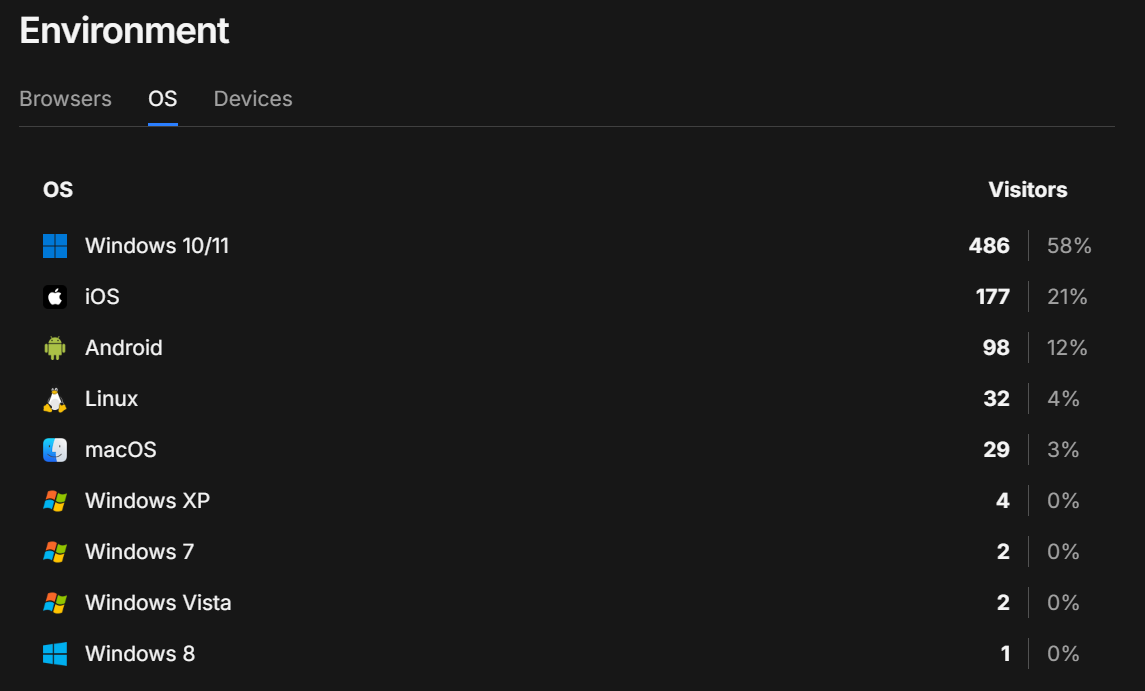 Environment
Browsers OS Devices
OS Visitors
Windows 10/11 486 58%
iOS 177 21%
Android 98 12%
Linux 32 4%
macOS 29 3%
Windows XP 4 0%
Windows 7 2 0%
Windows Vista 2 0%
Windows 8 1 0%